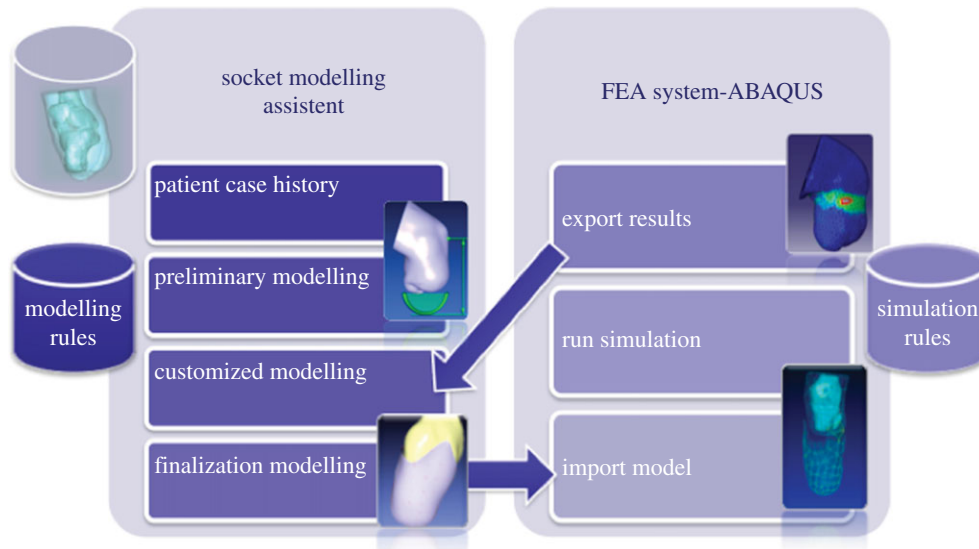 socket modelling
assistent
patient case history
preliminary modelling
customized modelling
finalization modelling
modelling
rules
FEA system-ABAQUS
export results
run simulation
import model
simulation
rules